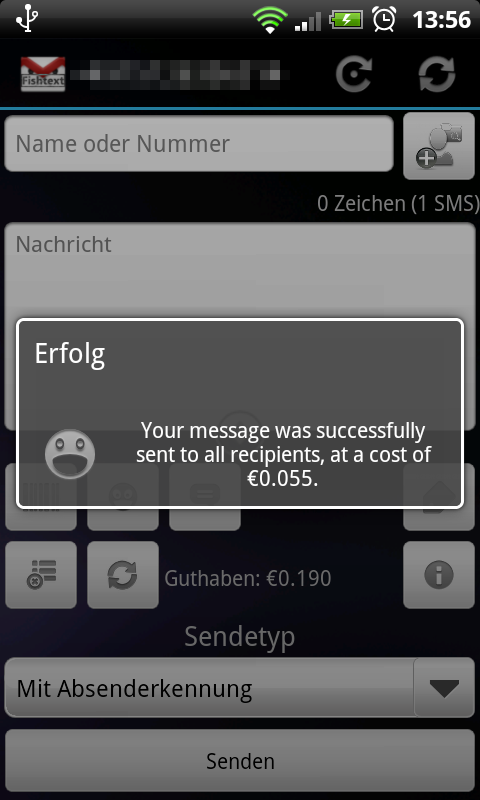 13:56
Fishtext
Name oder Nummer
0 Zeichen (1 SMS)
Nachricht
Erfolg
Your message was successfully
sent to all recipients, at a cost of
€0.055.
Guthaben: €0.190
Sendetyp
Mit Absenderkennung
Senden